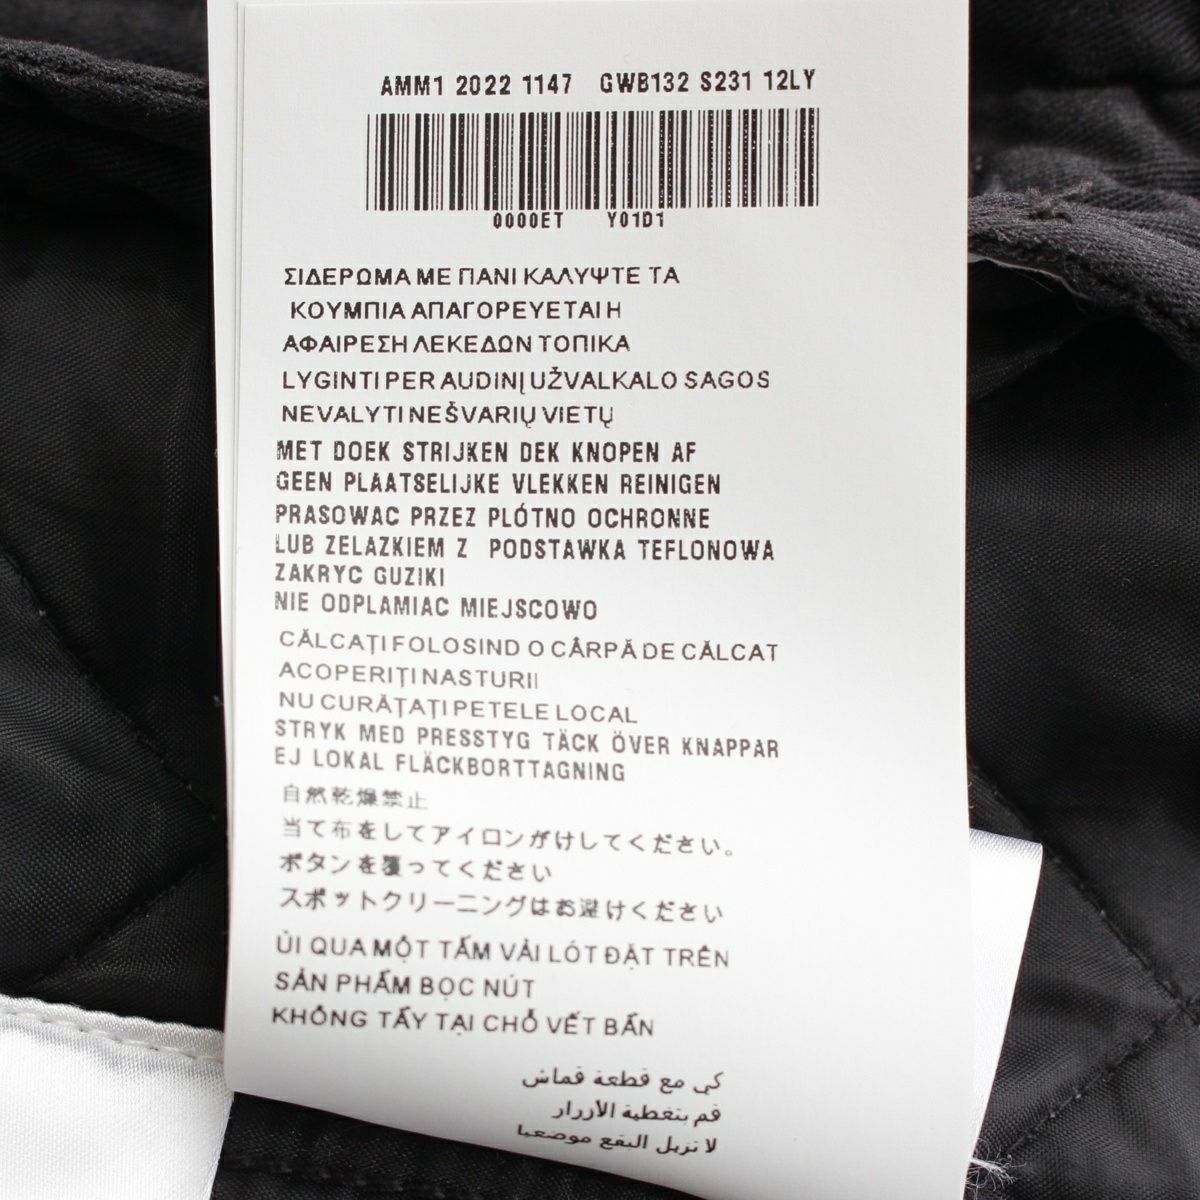 AMM1 2022 1147 GWB132 S231 12LY
0000ET Y01D1
ΣΙΔΕΡΩΜΑ ΜΕ ΠΑΝΙ ΚΑΛΥΨΤΕ ΤΑ
ΚΟΥΜΠΙΑ ΑΠΑΓΟΡΕΥΕΤΑΙ Η
ΑΦΑΙΡΕΣΗ ΛΕΚΕΔΩΝ ΤΟΠΙΚΑ
LYGINTI PER AUDINĮ UŽVALKALO SAGOS
NEVALYTI NEŠVARIŲ VIETŲ
MET DOEK STRIJKEN DEK KNOPEN AF
GEEN PLAATSELIJKE VLEKKEN REINIGEN
PRASOWAC PRZEZ PLÓTNO OCHRONNE
LUB ZELAZKIEM Z PODSTAWKA TEFLONOWA
ZAKRYC GUZIKI
NIE ODPLAMIAC MIEJSCOWO
CĂLCAȚI FOLOSIND O CÂRPĂ DE CĂLCAT
ACOPERIȚI NASTURII
NU CURĂȚAȚI PETELE LOCAL
STRYK MED PRESSTYG TÄCK ÖVER KNAPPAR
EJ LOKAL FLÄCKBORTTAGNING
自然乾燥禁止
当て布をしてアイロンがけしてください。
ボタンを覆ってください
スポットクリーニングはお避けください
ỦI QUA MỘT TẤM VẢI LÓT ĐẶT TRÊN
SẢN PHẨM BỌC NÚT
KHÔNG TẨY TẠI CHỖ VẾT BẨN
كي مع قطعة قماش
قم بتغطية الأزرار
لا تزيل البقع موضعيا